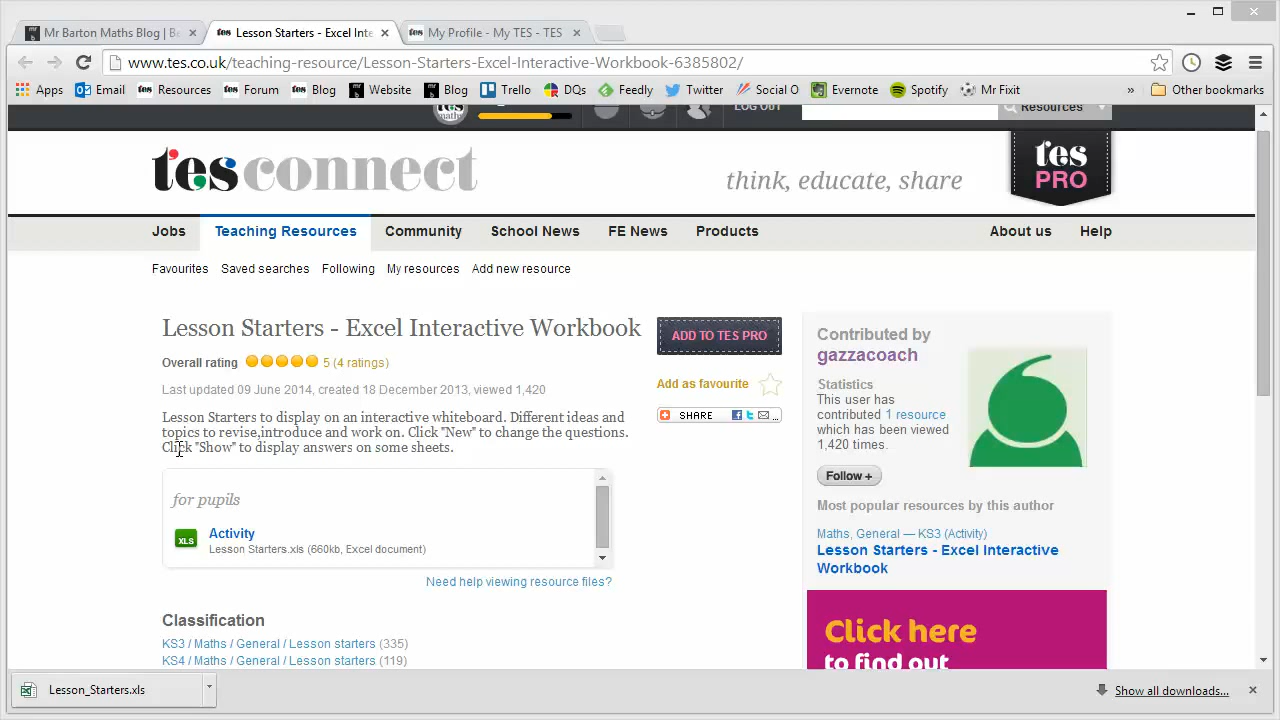 Mr Barton Maths Blog | B
Lesson Starters - Excel Inte
My Profile - My TES - TES
www.tes.co.uk/teaching-resource/Lesson-Starters-Excel-Interactive-Workbook-6385802/
Apps Email Resources Forum Blog Website Blog Trello DQs Feedly Twitter Social O Evernote Spotify Mr Fixit » Other bookmarks
tes maths LOG OUT Resources
tes connect
think, educate, share
tes PRO
Jobs Teaching Resources Community School News FE News Products About us Help
Favourites Saved searches Following My resources Add new resource
Lesson Starters - Excel Interactive Workbook
ADD TO TES PRO
Overall rating 5 (4 ratings)
Last updated 09 June 2014, created 18 December 2013, viewed 1,420
Add as favourite
SHARE ...
Lesson Starters to display on an interactive whiteboard. Different ideas and
topics to revise,introduce and work on. Click "New" to change the questions.
Click "Show" to display answers on some sheets.
for pupils
XLS
Activity
Lesson Starters.xls (660kb, Excel document)
Need help viewing resource files?
Classification
KS3 / Maths / General / Lesson starters (335)
KS4 / Maths / General / Lesson starters (119)
Contributed by
gazzacoach
Statistics
This user has
contributed 1 resource
which has been viewed
1,420 times.
Follow +
Most popular resources by this author
Maths, General — KS3 (Activity)
Lesson Starters - Excel Interactive
Workbook
Click here
to find out
Lesson_Starters.xls
Show all downloads...